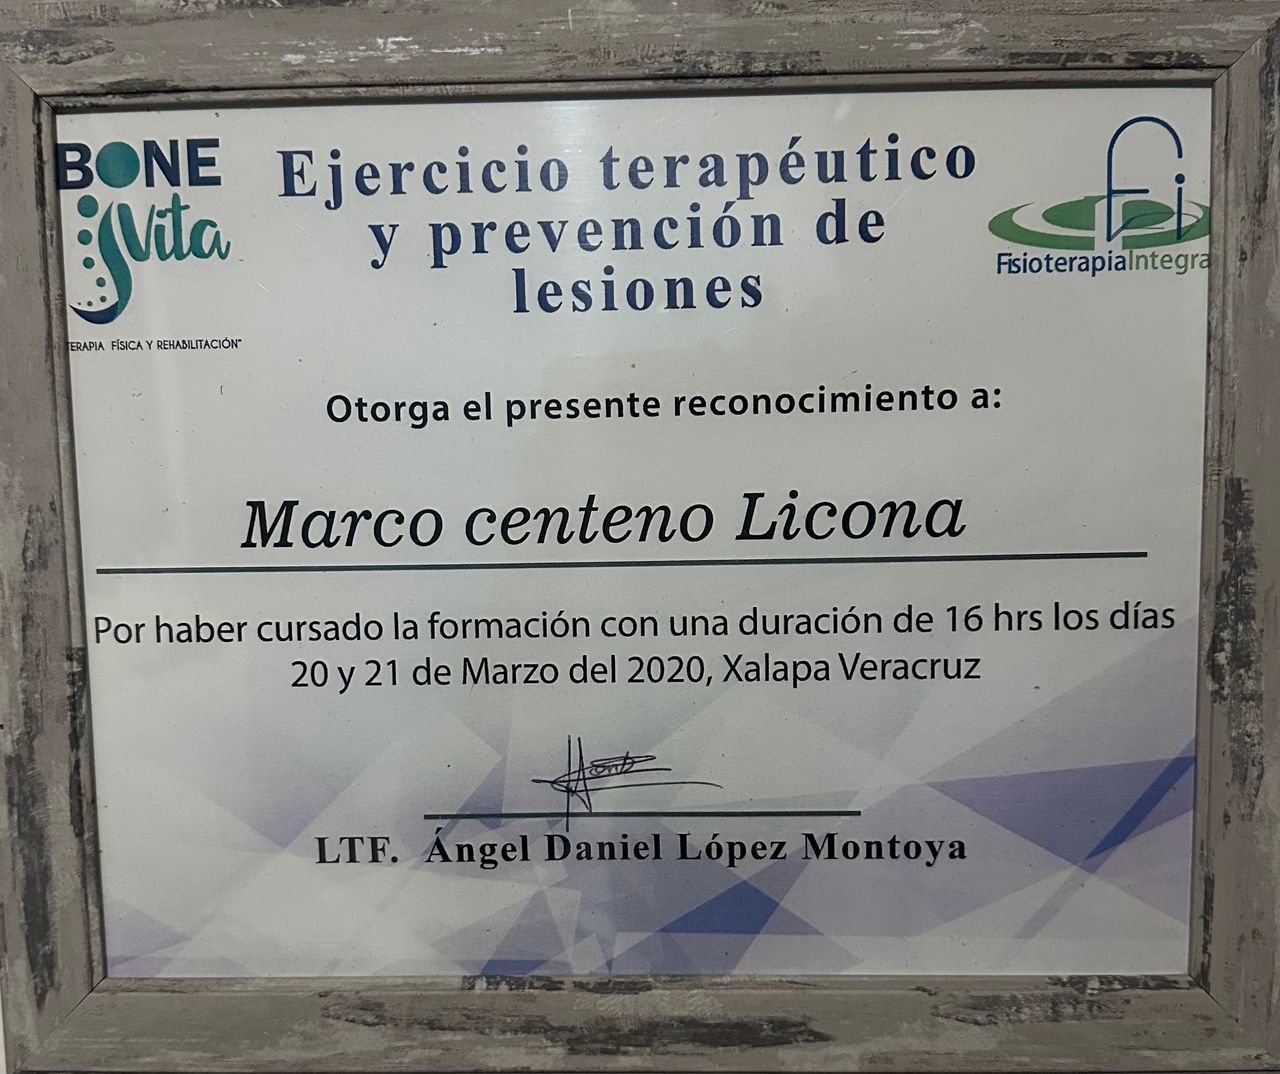 BONE
Vita
ERAPIA FÍSICA Y REHABILITACIÓN"
Ejercicio terapéutico
y prevención de
lesiones
Fi
FisioterapiaIntegra
Otorga el presente reconocimiento a:
Marco centeno Licona
Por haber cursado la formación con una duración de 16 hrs los días
20 y 21 de Marzo del 2020, Xalapa Veracruz
LTF. Ángel Daniel López Montoya